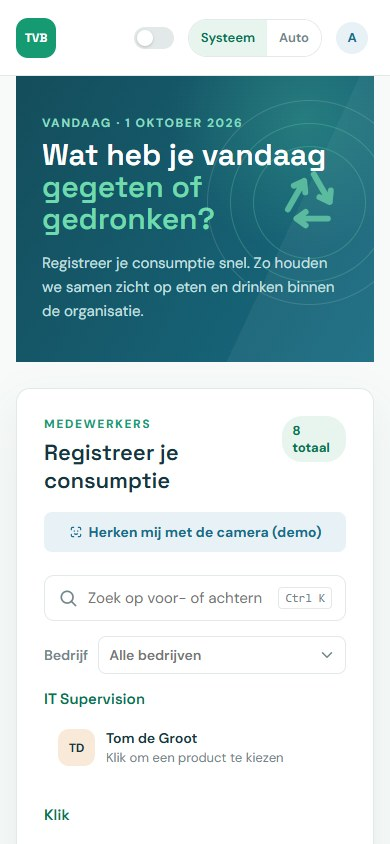 TVB
Systeem
Auto
A
VANDAAG · 1 OKTOBER 2026
Wat heb je vandaag
gegeten of
gedronken?
Registreer je consumptie snel. Zo houden
we samen zicht op eten en drinken binnen
de organisatie.
MEDEWERKERS
8
totaal
Registreer je
consumptie
Herken mij met de camera (demo)
Zoek op voor- of achtern
Ctrl K
Bedrijf
Alle bedrijven
IT Supervision
TD
Tom de Groot
Klik om een product te kiezen
Klik